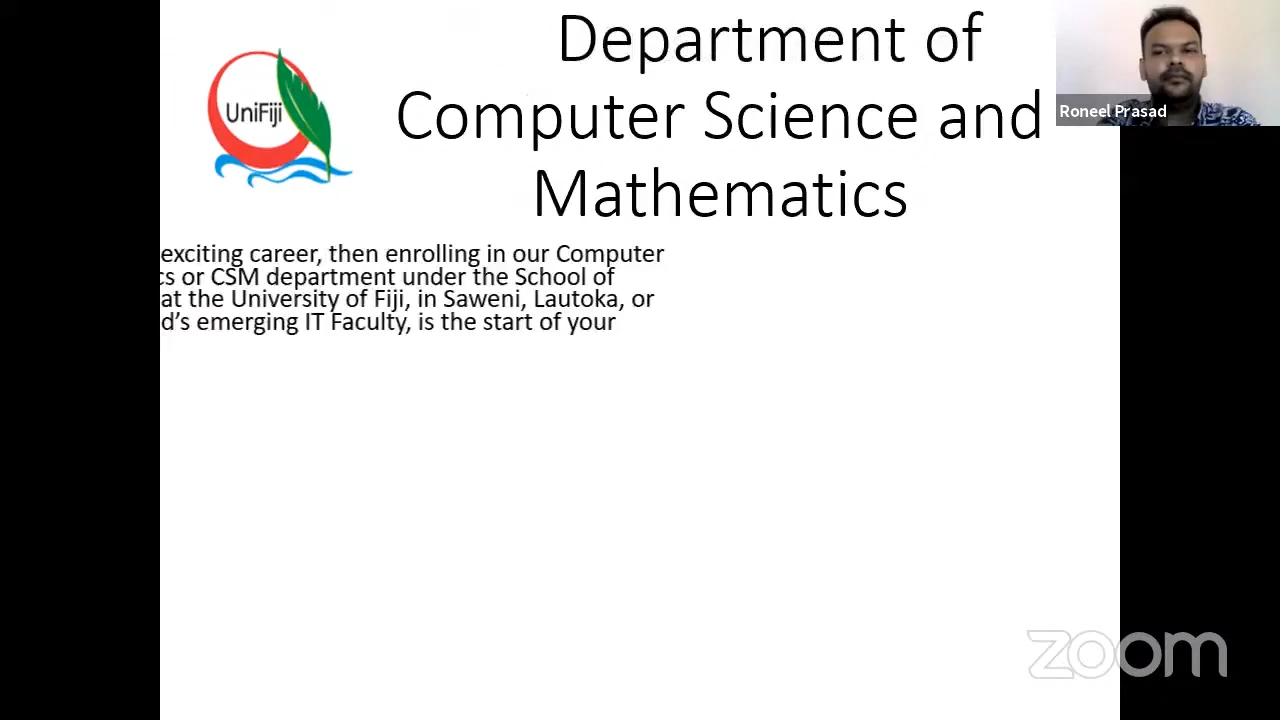 Department of
Computer Science and
Mathematics
UniFiji
Roneel Prasad
exciting career, then enrolling in our Computer
cs or CSM department under the School of
at the University of Fiji, in Saweni, Lautoka, or
d's emerging IT Faculty, is the start of your
zoom